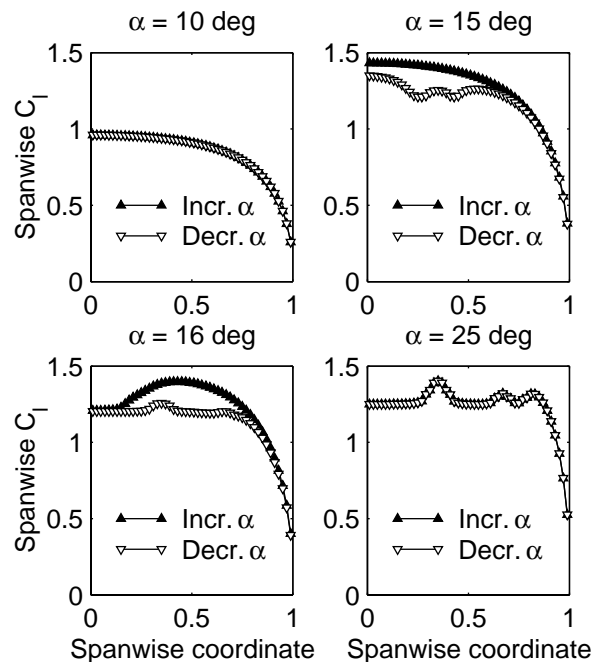 α = 10 deg
Spanwise C_l
1.5
1
0.5
0
Incr. α
Decr. α
0
0.5
1
α = 15 deg
1.5
1
0.5
0
Incr. α
Decr. α
0
0.5
1
α = 16 deg
Spanwise C_l
1.5
1
0.5
0
Incr. α
Decr. α
0
0.5
1
Spanwise coordinate
α = 25 deg
1.5
1
0.5
0
Incr. α
Decr. α
0
0.5
1
Spanwise coordinate